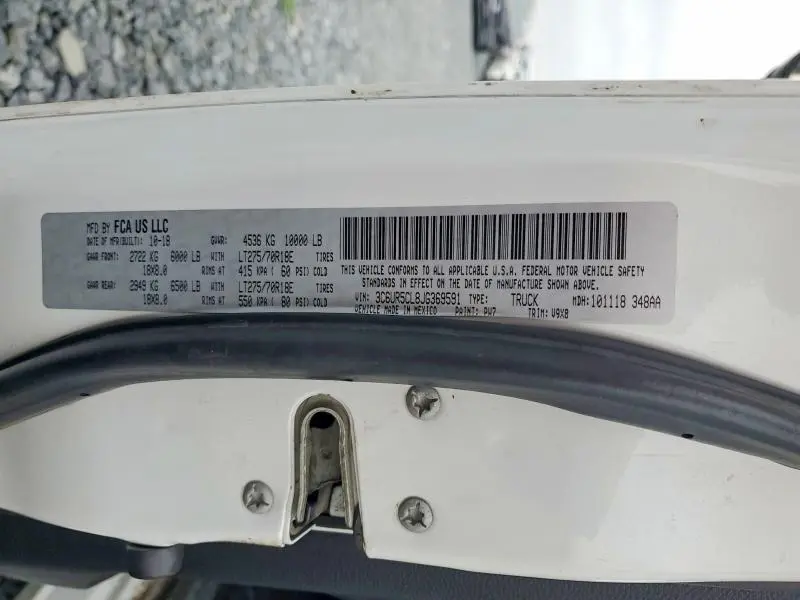 MFD BY FCA US LLC
DATE OF MFR(BUILT): 10-18 GVWR: 4536 KG 10000 LB
GAWR FRONT: 2722 KG 6000 LB WITH LT275/70R18E TIRES
18X8.0 RIMS AT 415 KPA ( 60 PSI) COLD
GAWR REAR: 2949 KG 6500 LB WITH LT275/70R18E TIRES
18X8.0 RIMS AT 550 KPA ( 80 PSI) COLD
THIS VEHICLE CONFORMS TO ALL APPLICABLE U.S.A. FEDERAL MOTOR VEHICLE SAFETY
STANDARDS IN EFFECT ON THE DATE OF MANUFACTURE SHOWN ABOVE.
VIN: 3C6UR5CL8JG369591 TYPE: TRUCK MDH:101118 348AA
VEHICLE MADE IN MEXICO PAINT: PW7 TRIM: V9X8